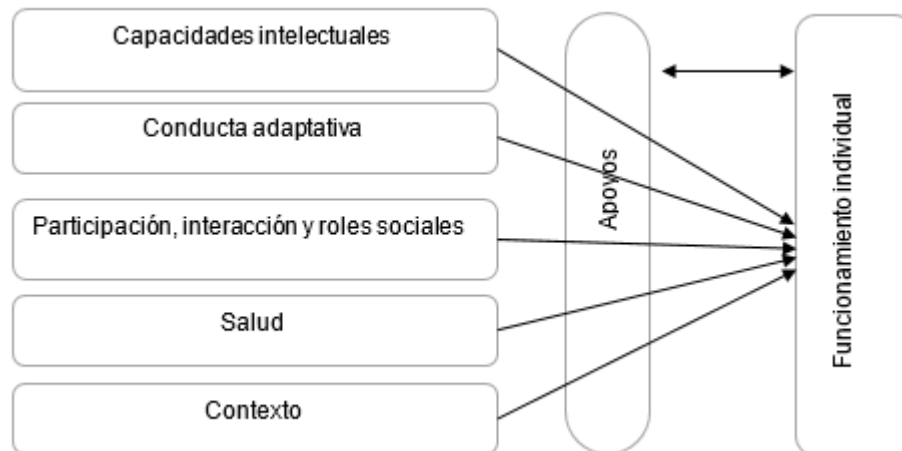 Capacidades intelectuales
Conducta adaptativa
Participación, interacción y roles sociales
Salud
Contexto
Apoyos
Funcionamiento individual